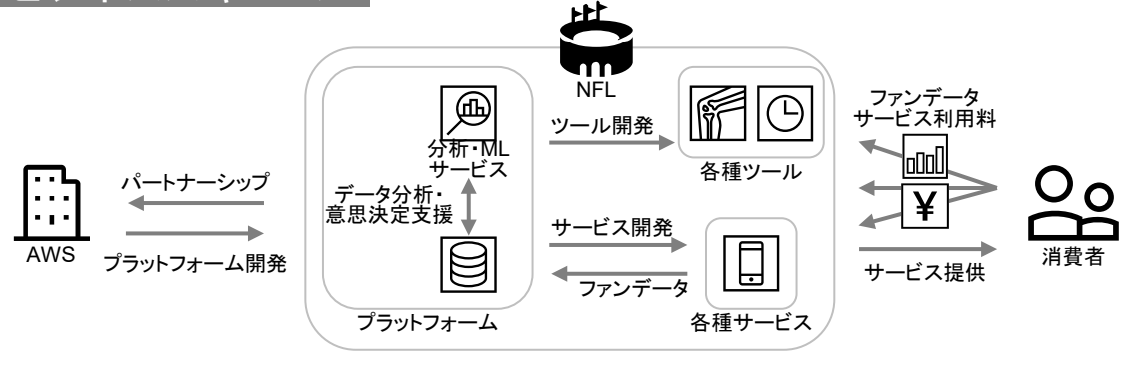 NFL
分析・ML
サービス
データ分析・
意思決定支援
プラットフォーム
ツール開発
各種ツール
サービス開発
ファンデータ
各種サービス
パートナーシップ
AWS
プラットフォーム開発
ファンデータ
サービス利用料
¥
サービス提供
消費者